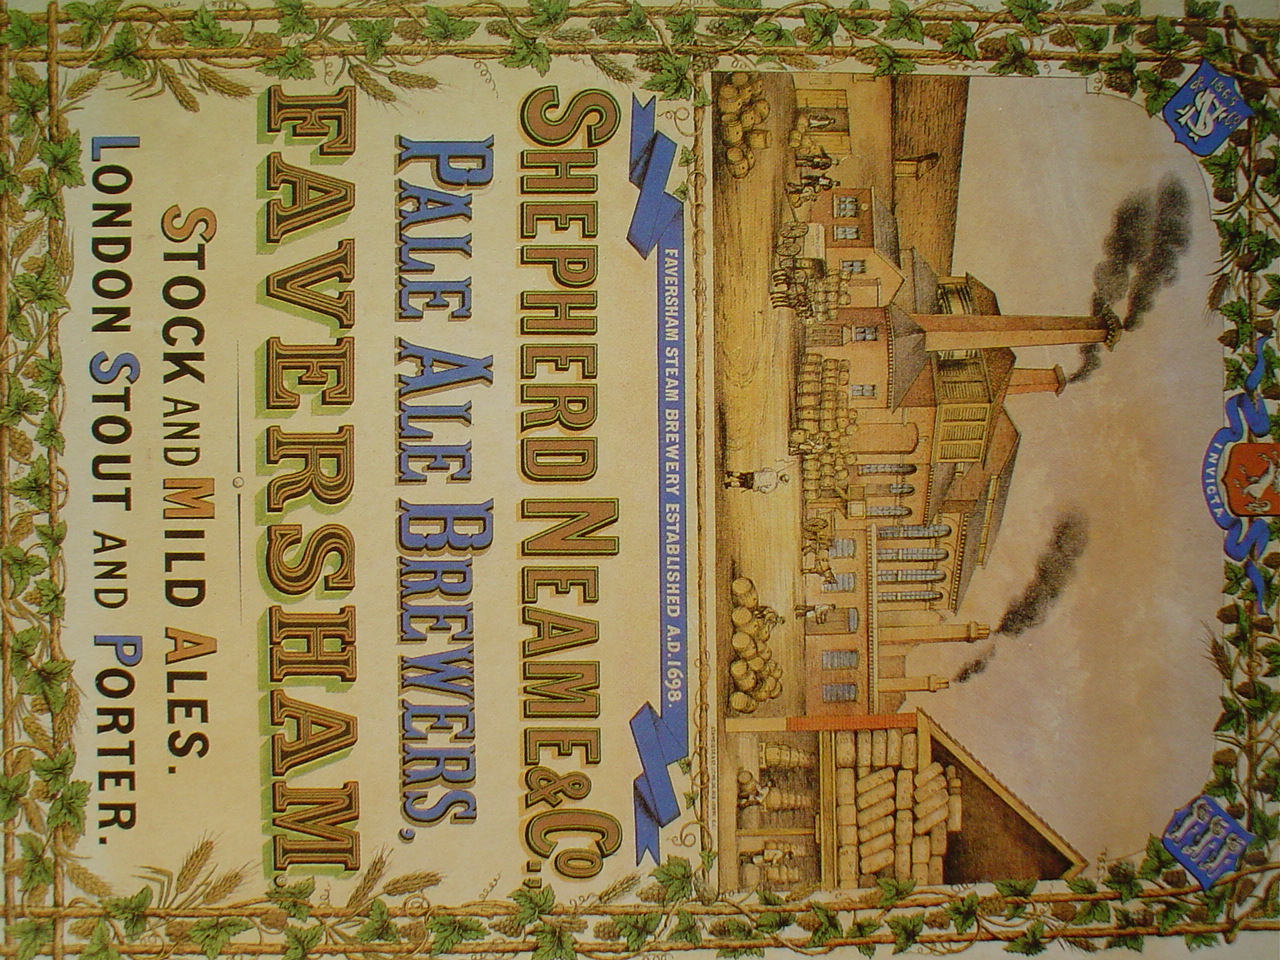 INVICTA
FAVERSHAM STEAM BREWERY ESTABLISHED A.D. 1698.
SHEPHERD NEAME & CO.,
PALE ALE BREWERS,
FAVERSHAM
STOCK AND MILD ALES.
LONDON STOUT AND PORTER.